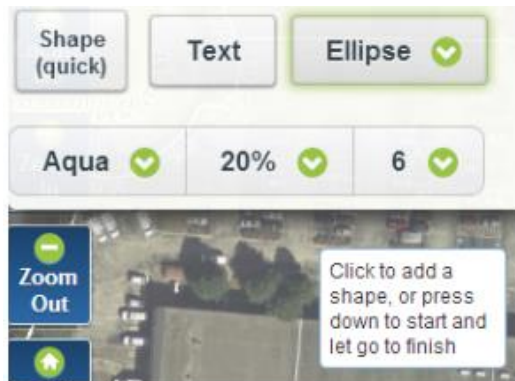 Shape
(quick)
Text
Ellipse
Aqua
20%
6
Zoom
Out
Click to add a
shape, or press
down to start and
let go to finish